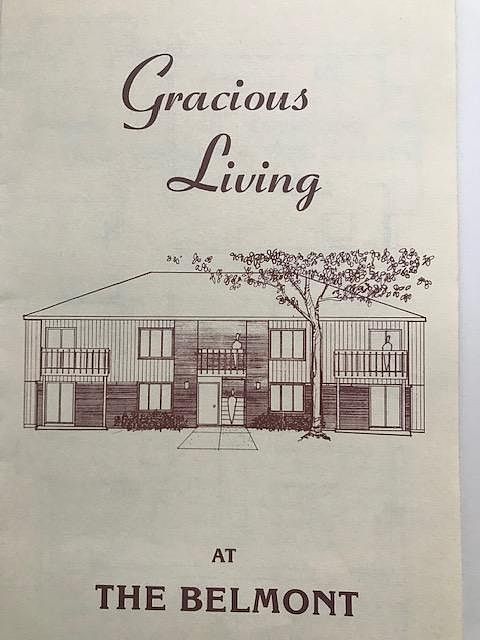 Gracious
Living
AT
THE BELMONT